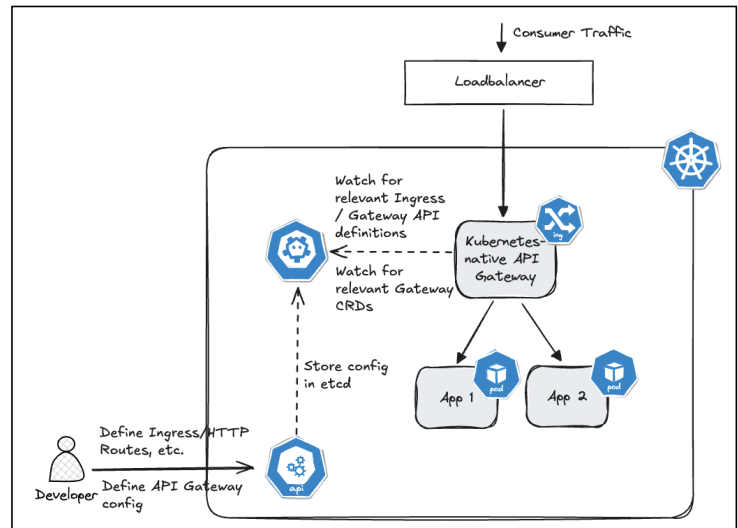 Consumer Traffic
Loadbalancer
Watch for
relevant Ingress
/ Gateway API
definitions
ing
Kubernetes-
native API
Gateway
Watch for
relevant Gateway
CRDs
Store config
in etcd
App 1
pod
App 2
pod
Define Ingress/HTTP
Routes, etc.
Developer
Define API Gateway
config
api